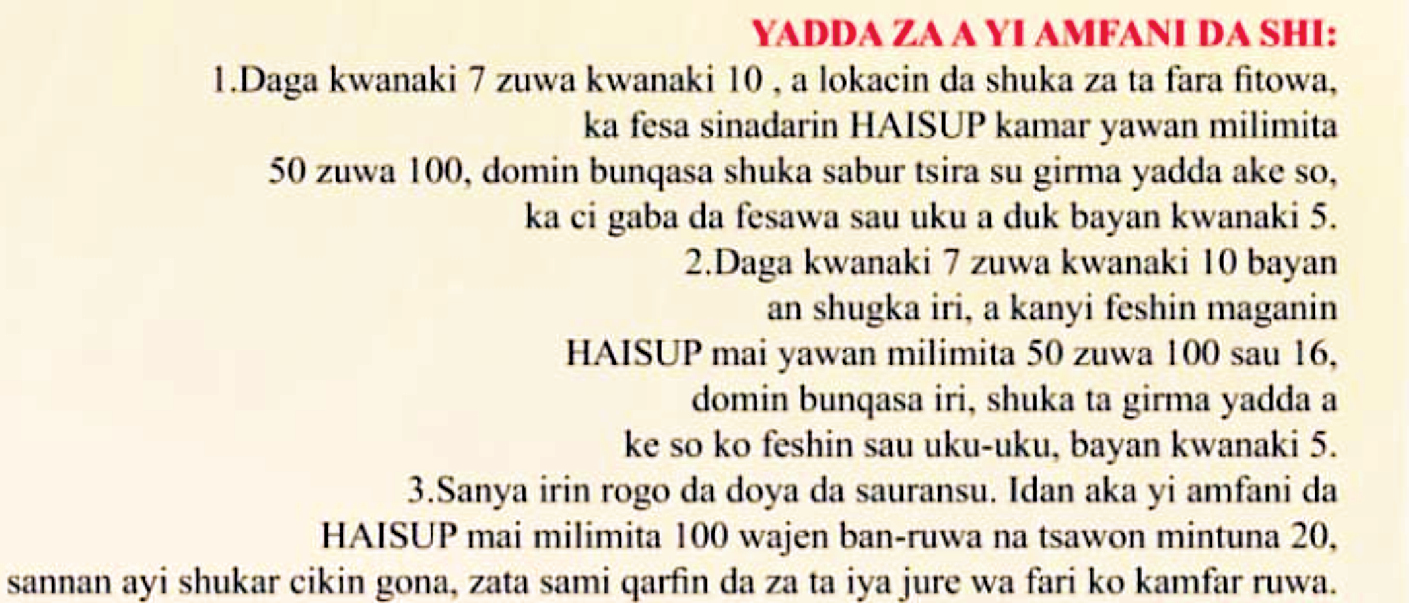 YADDA ZA A YI AMFANI DA SHI:
1.Daga kwanaki 7 zuwa kwanaki 10 , a lokacin da shuka za ta fara fitowa,
ka fesa sinadarin HAISUP kamar yawan milimita
50 zuwa 100, domin bunqasa shuka sabur tsira su girma yadda ake so,
ka ci gaba da fesawa sau uku a duk bayan kwanaki 5.
2.Daga kwanaki 7 zuwa kwanaki 10 bayan
an shugka iri, a kanyi feshin maganin
HAISUP mai yawan milimita 50 zuwa 100 sau 16,
domin bunqasa iri, shuka ta girma yadda a
ke so ko feshin sau uku-uku, bayan kwanaki 5.
3.Sanya irin rogo da doya da sauransu. Idan aka yi amfani da
HAISUP mai milimita 100 wajen ban-ruwa na tsawon mintuna 20,
sannan ayi shukar cikin gona, zata sami qarfin da za ta iya jure wa fari ko kamfar ruwa.